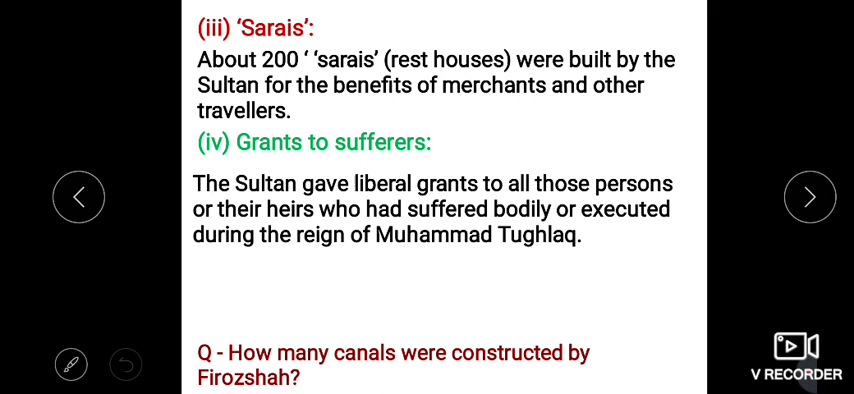 (iii) ‘Sarais’:
About 200 ‘ ‘sarais’ (rest houses) were built by the
Sultan for the benefits of merchants and other
travellers.
(iv) Grants to sufferers:
The Sultan gave liberal grants to all those persons
or their heirs who had suffered bodily or executed
during the reign of Muhammad Tughlaq.
Q - How many canals were constructed by
Firozshah?
V RECORDER